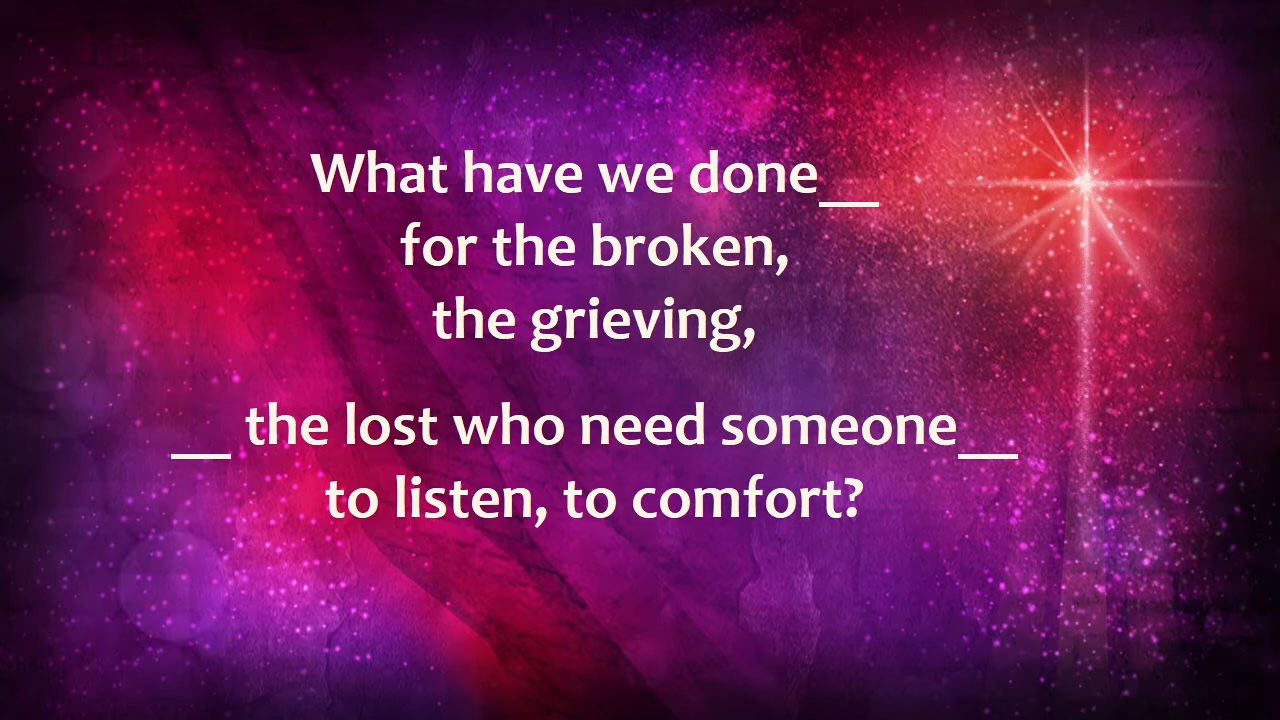 What have we done__
for the broken,
the grieving,
__ the lost who need someone__
to listen, to comfort?